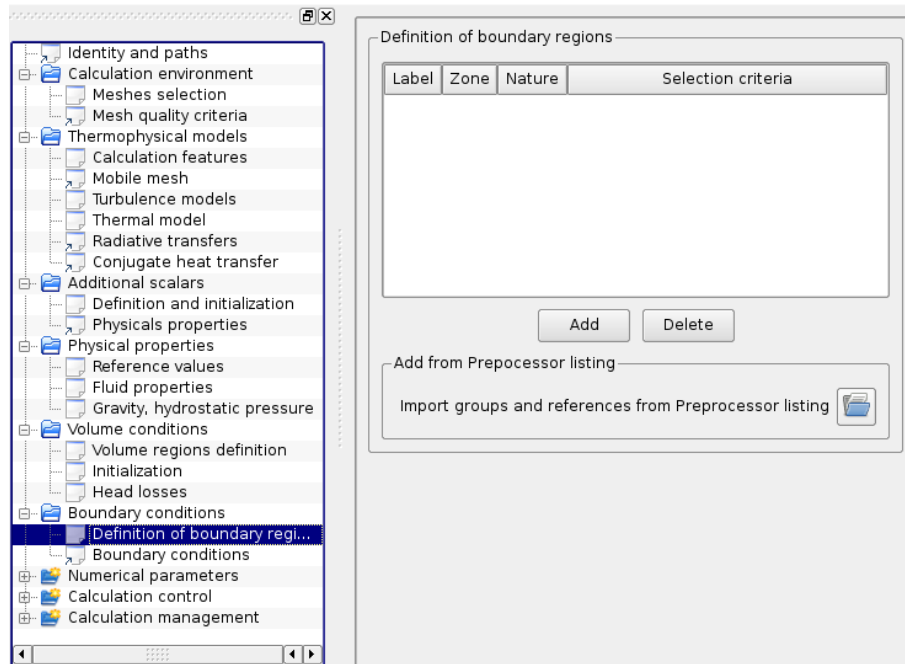 Identity and paths
Calculation environment
Meshes selection
Mesh quality criteria
Thermophysical models
Calculation features
Mobile mesh
Turbulence models
Thermal model
Radiative transfers
Conjugate heat transfer
Additional scalars
Definition and initialization
Physicals properties
Physical properties
Reference values
Fluid properties
Gravity, hydrostatic pressure
Volume conditions
Volume regions definition
Initialization
Head losses
Boundary conditions
Definition of boundary regi...
Boundary conditions
Numerical parameters
Calculation control
Calculation management
Definition of boundary regions
Label Zone Nature Selection criteria
Add Delete
Add from Prepocessor listing
Import groups and references from Preprocessor listing